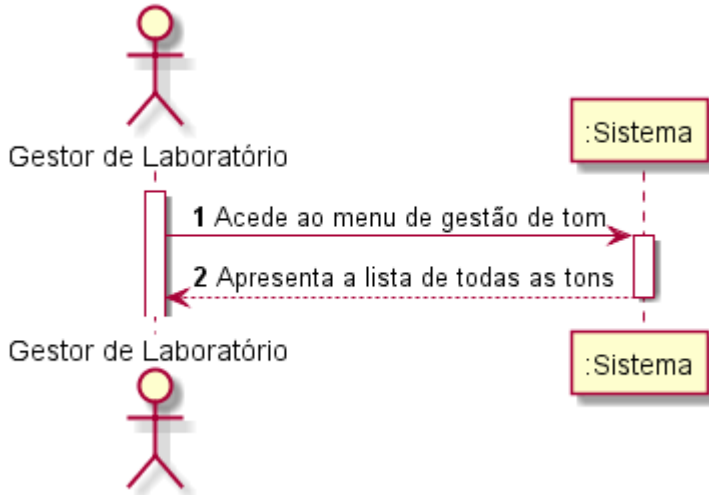 Gestor de Laboratório
:Sistema
1 Acede ao menu de gestão de tom
2 Apresenta a lista de todas as tons
Gestor de Laboratório
:Sistema